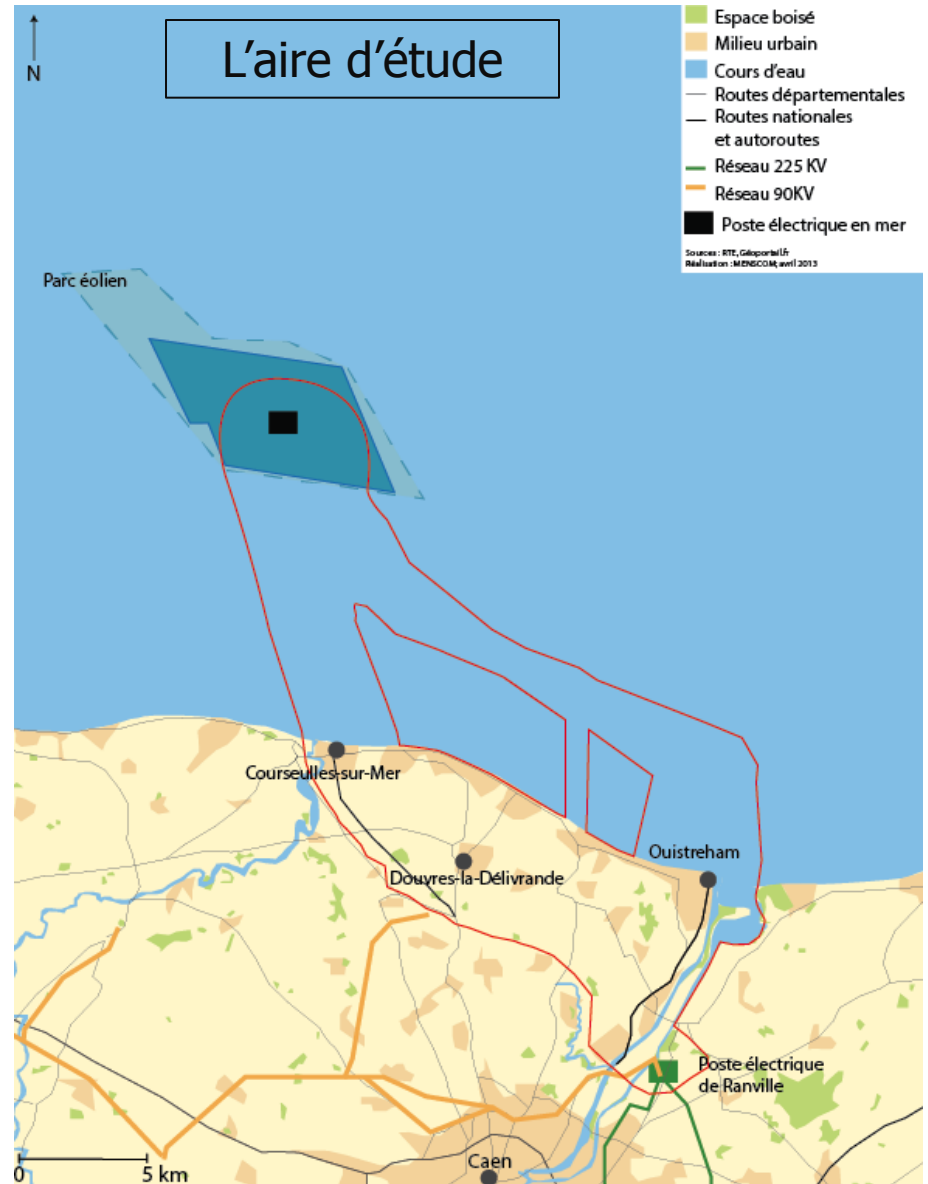 L’aire d’étude
N
Espace boisé
Milieu urbain
Cours d'eau
Routes départementales
Routes nationales
et autoroutes
Réseau 225 KV
Réseau 90KV
Poste électrique en mer
Sources : RTE, Géoportail.fr
Réalisation : MENSCOM, avril 2013
Parc éolien
Courseulles-sur-Mer
Douvres-la-Délivrande
Ouistreham
Poste électrique
de Ranville
Caen
0
5 km